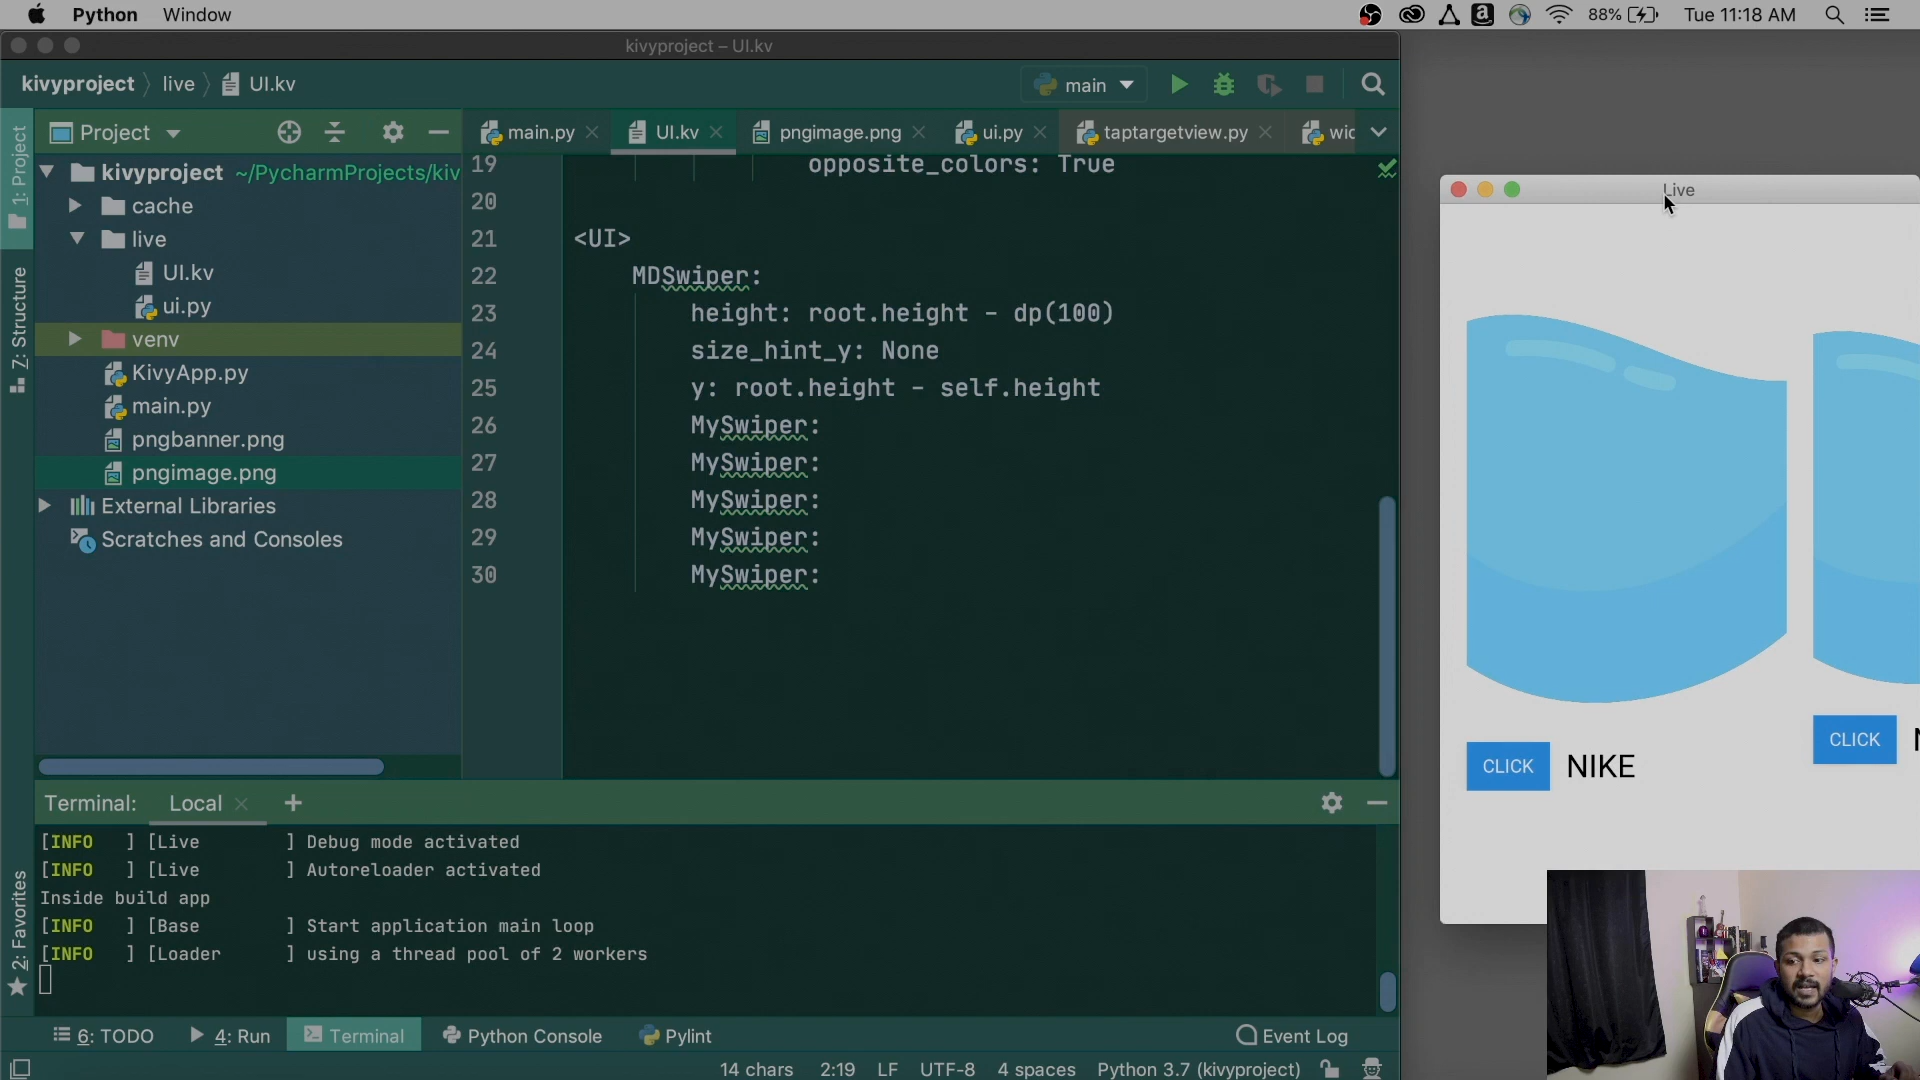 Python Window
88% Tue 11:18 AM
kivyproject – UI.kv
kivyproject live UI.kv
main
Project
main.py UI.kv pngimage.png ui.py taptargetview.py wid
1: Project
7: Structure
2: Favorites
kivyproject ~/PycharmProjects/kiv
cache
live
UI.kv
ui.py
venv
KivyApp.py
main.py
pngbanner.png
pngimage.png
External Libraries
Scratches and Consoles
19 opposite_colors: True
20
21 <UI>
22 MDSwiper:
23 height: root.height - dp(100)
24 size_hint_y: None
25 y: root.height - self.height
26 MySwiper:
27 MySwiper:
28 MySwiper:
29 MySwiper:
30 MySwiper:
Live
CLICK NIKE
CLICK N
Terminal: Local
[INFO ] [Live ] Debug mode activated
[INFO ] [Live ] Autoreloader activated
Inside build app
[INFO ] [Base ] Start application main loop
[INFO ] [Loader ] using a thread pool of 2 workers
6: TODO 4: Run Terminal Python Console Pylint Event Log
14 chars 2:19 LF UTF-8 4 spaces Python 3.7 (kivyproject)